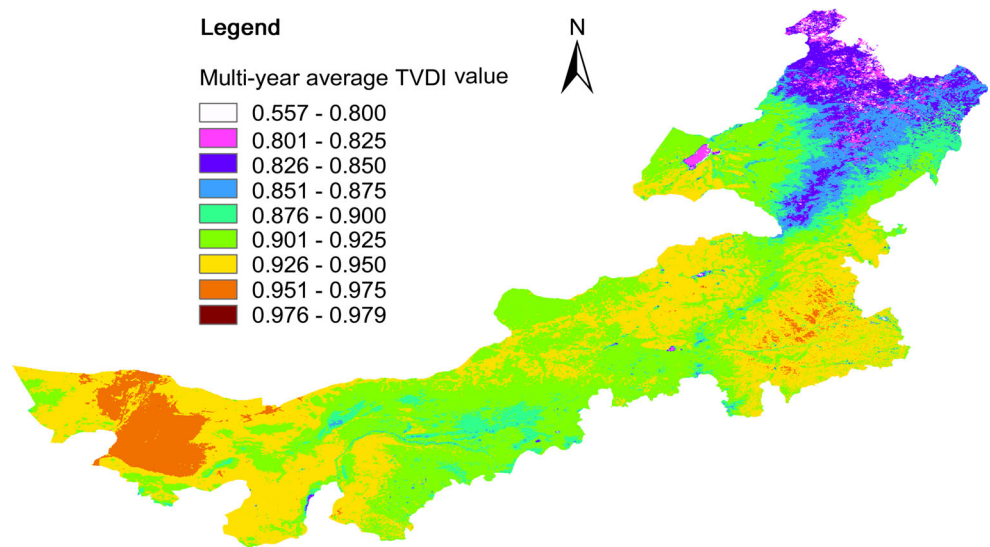 Legend
N
Multi-year average TVDI value
0.557 - 0.800
0.801 - 0.825
0.826 - 0.850
0.851 - 0.875
0.876 - 0.900
0.901 - 0.925
0.926 - 0.950
0.951 - 0.975
0.976 - 0.979